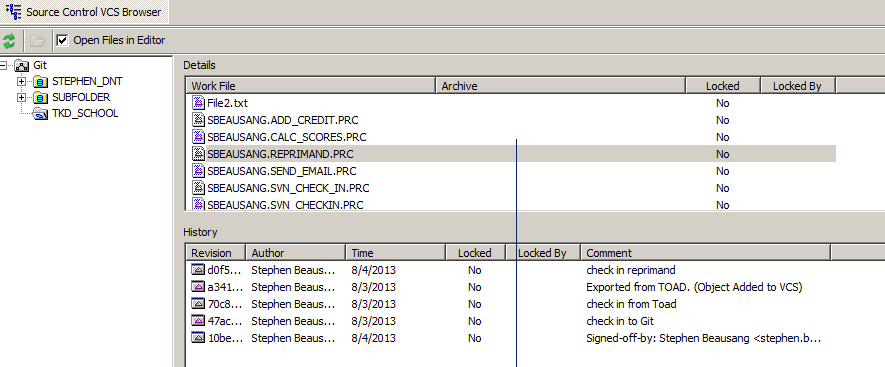 Source Control VCS Browser
Open Files in Editor
Git
STEPHEN_DNT
SUBFOLDER
TKD_SCHOOL
Details
Work File Archive Locked Locked By
File2.txt No
SBEAUSANG.ADD_CREDIT.PRC No
SBEAUSANG.CALC_SCORES.PRC No
SBEAUSANG.REPRIMAND.PRC No
SBEAUSANG.SEND_EMAIL.PRC No
SBEAUSANG.SVN_CHECK_IN.PRC No
SBEAUSANG.SVN_CHECKIN.PRC No
History
Revision Author Time Locked Locked By Comment
d0f5... Stephen Beaus... 8/4/2013 No check in reprimand
a341... Stephen Beaus... 8/3/2013 No Exported from TOAD. (Object Added to VCS)
70c8... Stephen Beaus... 8/3/2013 No check in from Toad
47ac... Stephen Beaus... 8/3/2013 No check in to Git
10be... Stephen Beaus... 8/4/2013 No Signed-off-by: Stephen Beausang <stephen.b...